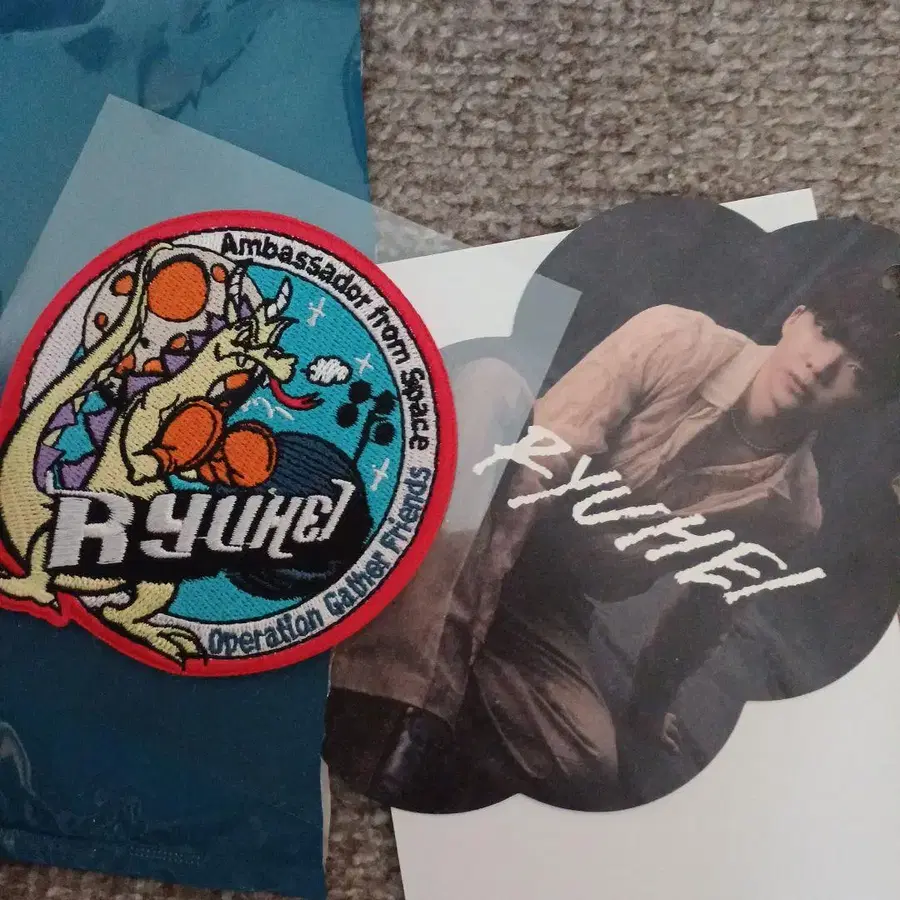 Ambassador from Space
RYUHEI
Operation Gather Friends
RYUHEI